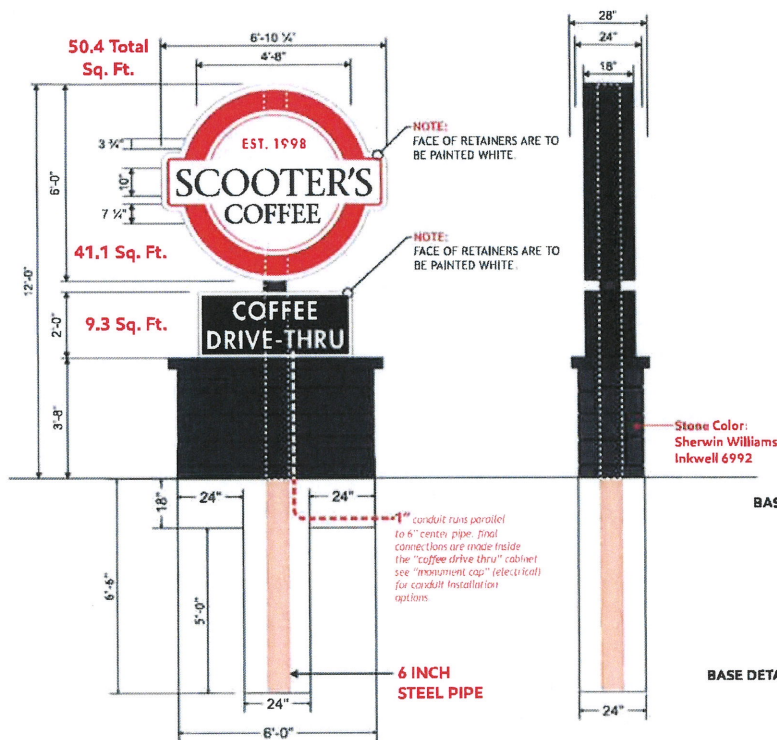 50.4 Total
Sq. Ft.
6'-10 ¼"
4'-8"
28"
24"
18"
3 ¾"
10"
7 ¼"
6'-0"
12'-0"
2'-0"
3'-8"
EST. 1998
SCOOTER'S
COFFEE
NOTE:
FACE OF RETAINERS ARE TO
BE PAINTED WHITE.
41.1 Sq. Ft.
NOTE:
FACE OF RETAINERS ARE TO
BE PAINTED WHITE.
9.3 Sq. Ft.
COFFEE
DRIVE-THRU
Stone Color:
Sherwin Williams
Inkwell 6992
24"
24"
18"
BAS
1" conduit runs parallel
to 6" center pipe. final
connections are made inside
the "coffee drive thru" cabinet
see "monument cap" (electrical)
for conduit installation
options
6'-6"
5'-0"
6 INCH
STEEL PIPE
BASE DETA
24"
24"
6'-0"